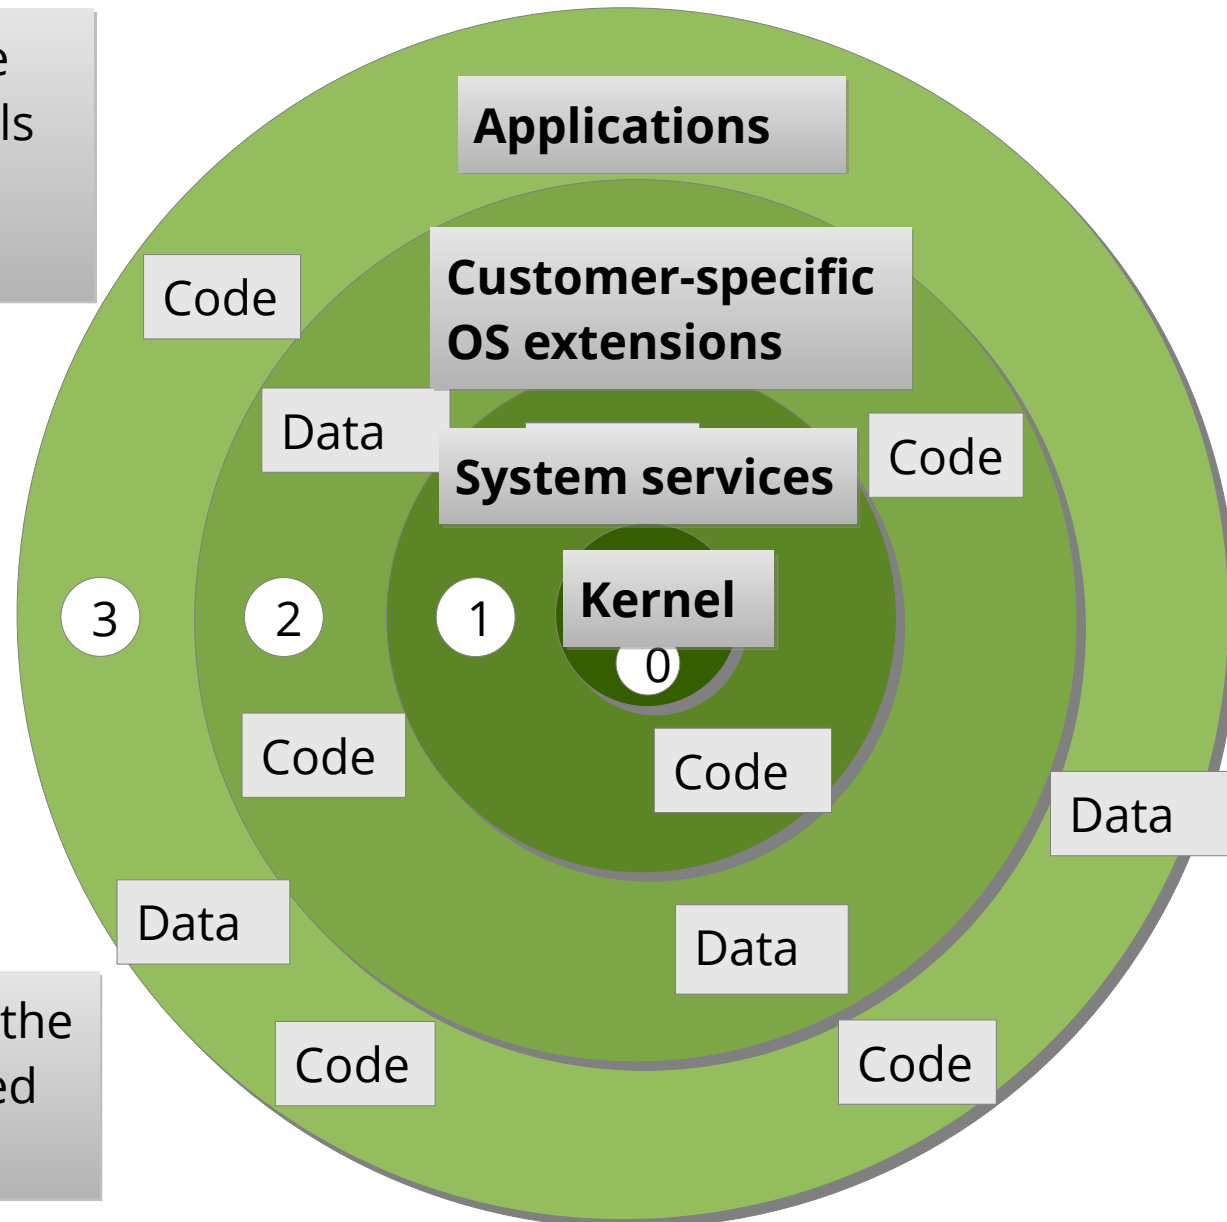 e
ls
Applications
Code
Customer-specific
OS extensions
Data
Code
System services
Kernel
3
2
1
0
Code
Code
Data
Data
Data
the
ed
Code
Code